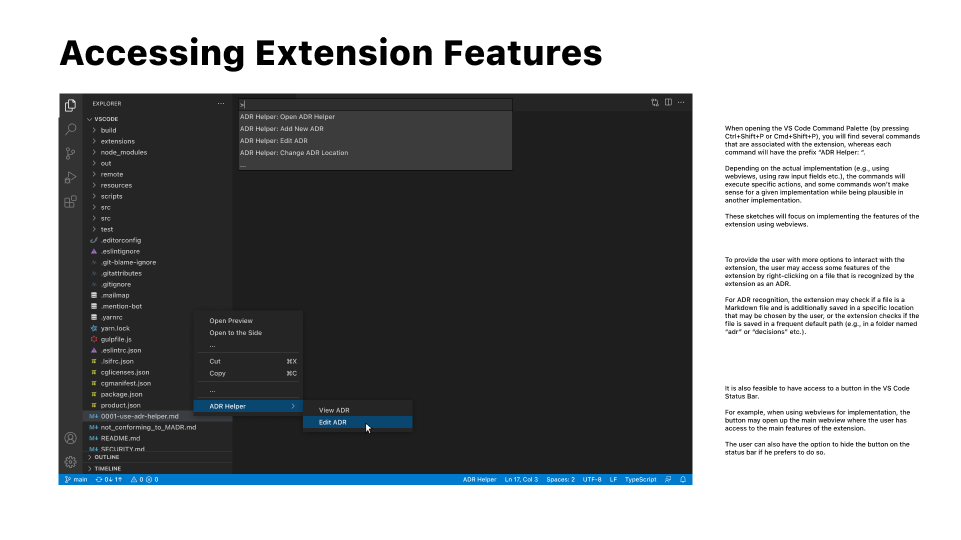 Accessing Extension Features
EXPLORER
...
VSCODE
build
extensions
node_modules
out
remote
resources
scripts
src
src
test
.editorconfig
.eslintignore
.git-blame-ignore
.gitattributes
.gitignore
.mailmap
.mention-bot
.yarnrc
yarn.lock
gulpfile.js
.eslintrc.json
.lsifrc.json
cglicenses.json
cgmanifest.json
package.json
product.json
M↓ 0001-use-adr-helper.md
M↓ not_conforming_to_MADR.md
M↓ README.md
M↓ SECURITY.md
OUTLINE
TIMELINE
>
ADR Helper: Open ADR Helper
ADR Helper: Add New ADR
ADR Helper: Edit ADR
ADR Helper: Change ADR Location
...
Open Preview
Open to the Side
...
Cut ⌘X
Copy ⌘C
...
ADR Helper
View ADR
Edit ADR
main 0↓ 1↑ 0 0 ADR Helper Ln 17, Col 3 Spaces: 2 UTF-8 LF TypeScript
When opening the VS Code Command Palette (by pressing
Ctrl+Shift+P or Cmd+Shift+P), you will find several commands
that are associated with the extension, whereas each
command will have the prefix “ADR Helper: “.
Depending on the actual implementation (e.g., using
webviews, using raw input fields etc.), the commands will
execute specific actions, and some commands won't make
sense for a given implementation while being plausible in
another implementation.
These sketches will focus on implementing the features of the
extension using webviews.
To provide the user with more options to interact with the
extension, the user may access some features of the
extension by right-clicking on a file that is recognized by the
extension as an ADR.
For ADR recognition, the extension may check if a file is a
Markdown file and is additionally saved in a specific location
that may be chosen by the user, or the extension checks if the
file is saved in a frequent default path (e.g., in a folder named
“adr” or “decisions” etc.).
It is also feasible to have access to a button in the VS Code
Status Bar.
For example, when using webviews for implementation, the
button may open up the main webview where the user has
access to the main features of the extension.
The user can also have the option to hide the button on the
status bar if he prefers to do so.